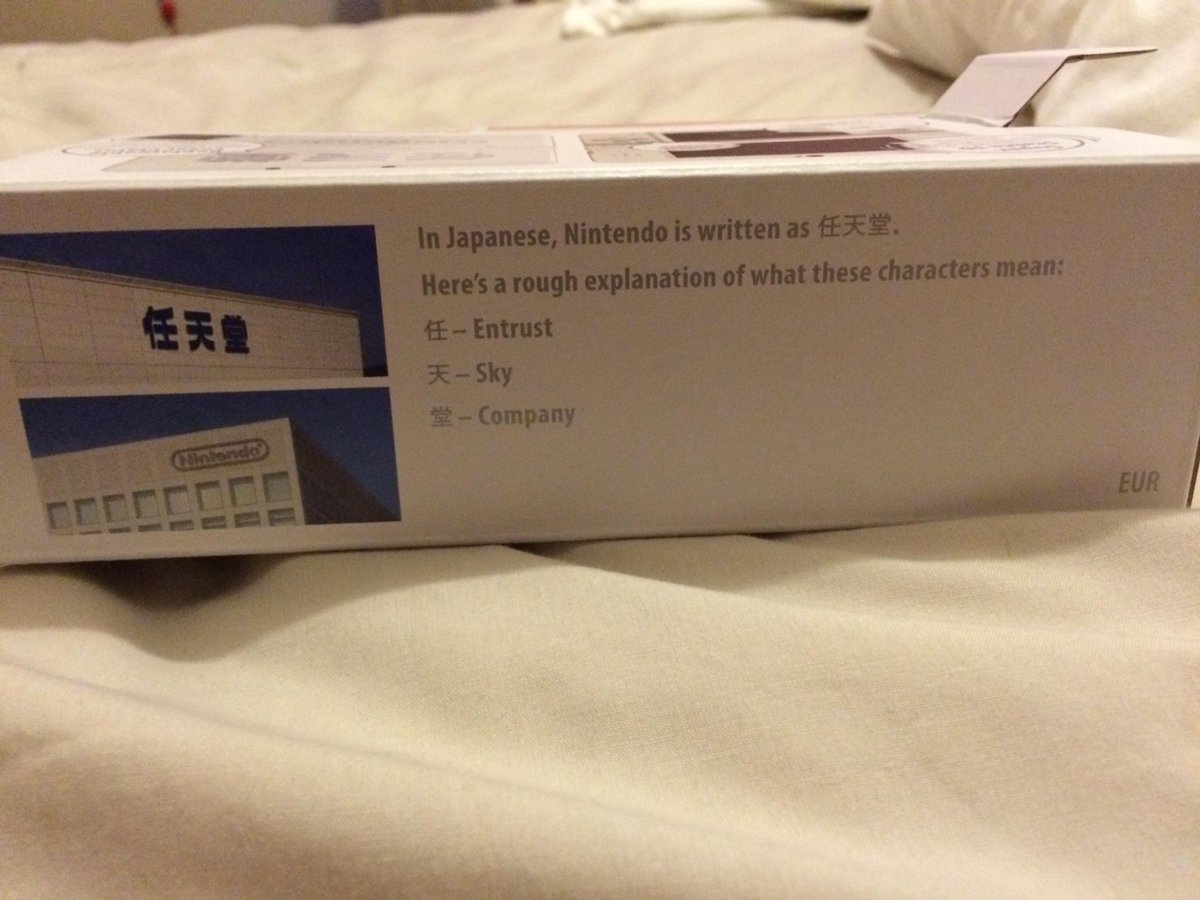 任天堂
Nintendo
In Japanese, Nintendo is written as 任天堂.
Here's a rough explanation of what these characters mean:
任 – Entrust
天 – Sky
堂 – Company
EUR